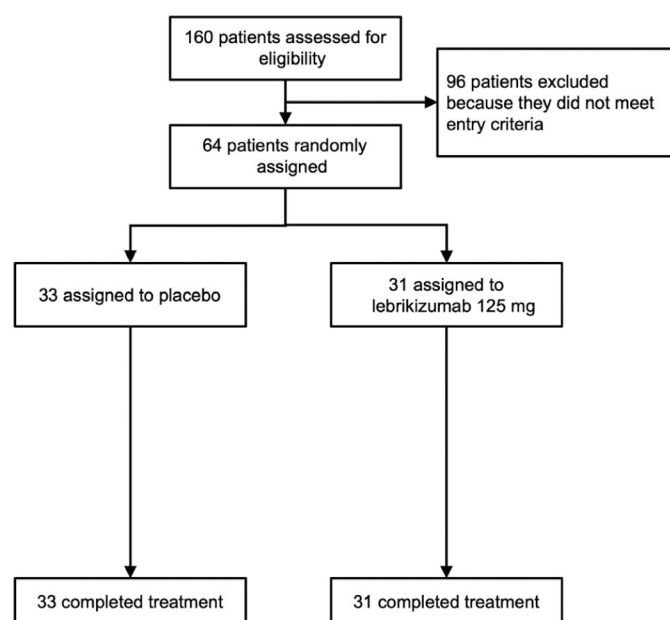 160 patients assessed for
eligibility
96 patients excluded
because they did not meet
entry criteria
64 patients randomly
assigned
33 assigned to placebo
31 assigned to
lebrikizumab 125 mg
33 completed treatment
31 completed treatment